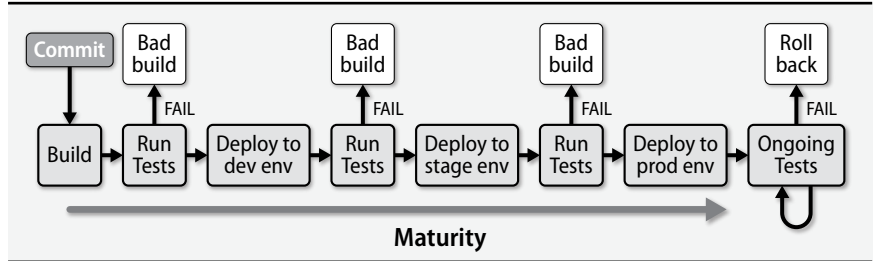 Commit
Bad
build
Bad
build
Bad
build
Roll
back
FAIL
FAIL
FAIL
FAIL
Build
Run
Tests
Deploy to
dev env
Run
Tests
Deploy to
stage env
Run
Tests
Deploy to
prod env
Ongoing
Tests
Maturity